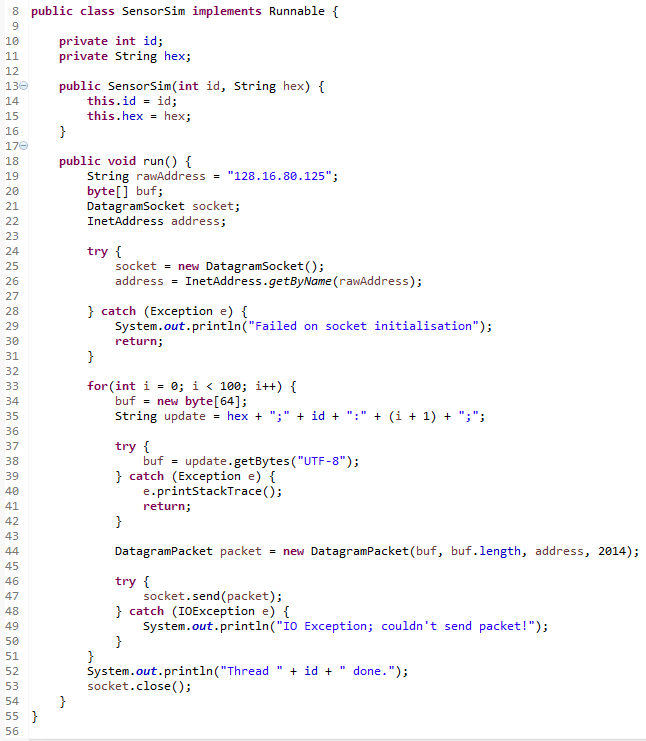 8 public class SensorSim implements Runnable {
9
10     private int id;
11     private String hex;
12
13     public SensorSim(int id, String hex) {
14         this.id = id;
15         this.hex = hex;
16     }
17
18     public void run() {
19         String rawAddress = "128.16.80.125";
20         byte[] buf;
21         DatagramSocket socket;
22         InetAddress address;
23
24         try {
25             socket = new DatagramSocket();
26             address = InetAddress.getByName(rawAddress);
27
28         } catch (Exception e) {
29             System.out.println("Failed on socket initialisation");
30             return;
31         }
32
33         for(int i = 0; i < 100; i++) {
34             buf = new byte[64];
35             String update = hex + ";" + id + ":" + (i + 1) + ";";
36
37             try {
38                 buf = update.getBytes("UTF-8");
39             } catch (Exception e) {
40                 e.printStackTrace();
41                 return;
42             }
43
44             DatagramPacket packet = new DatagramPacket(buf, buf.length, address, 2014);
45
46             try {
47                 socket.send(packet);
48             } catch (IOException e) {
49                 System.out.println("IO Exception; couldn't send packet!");
50             }
51         }
52         System.out.println("Thread " + id + " done.");
53         socket.close();
54     }
55 }
56